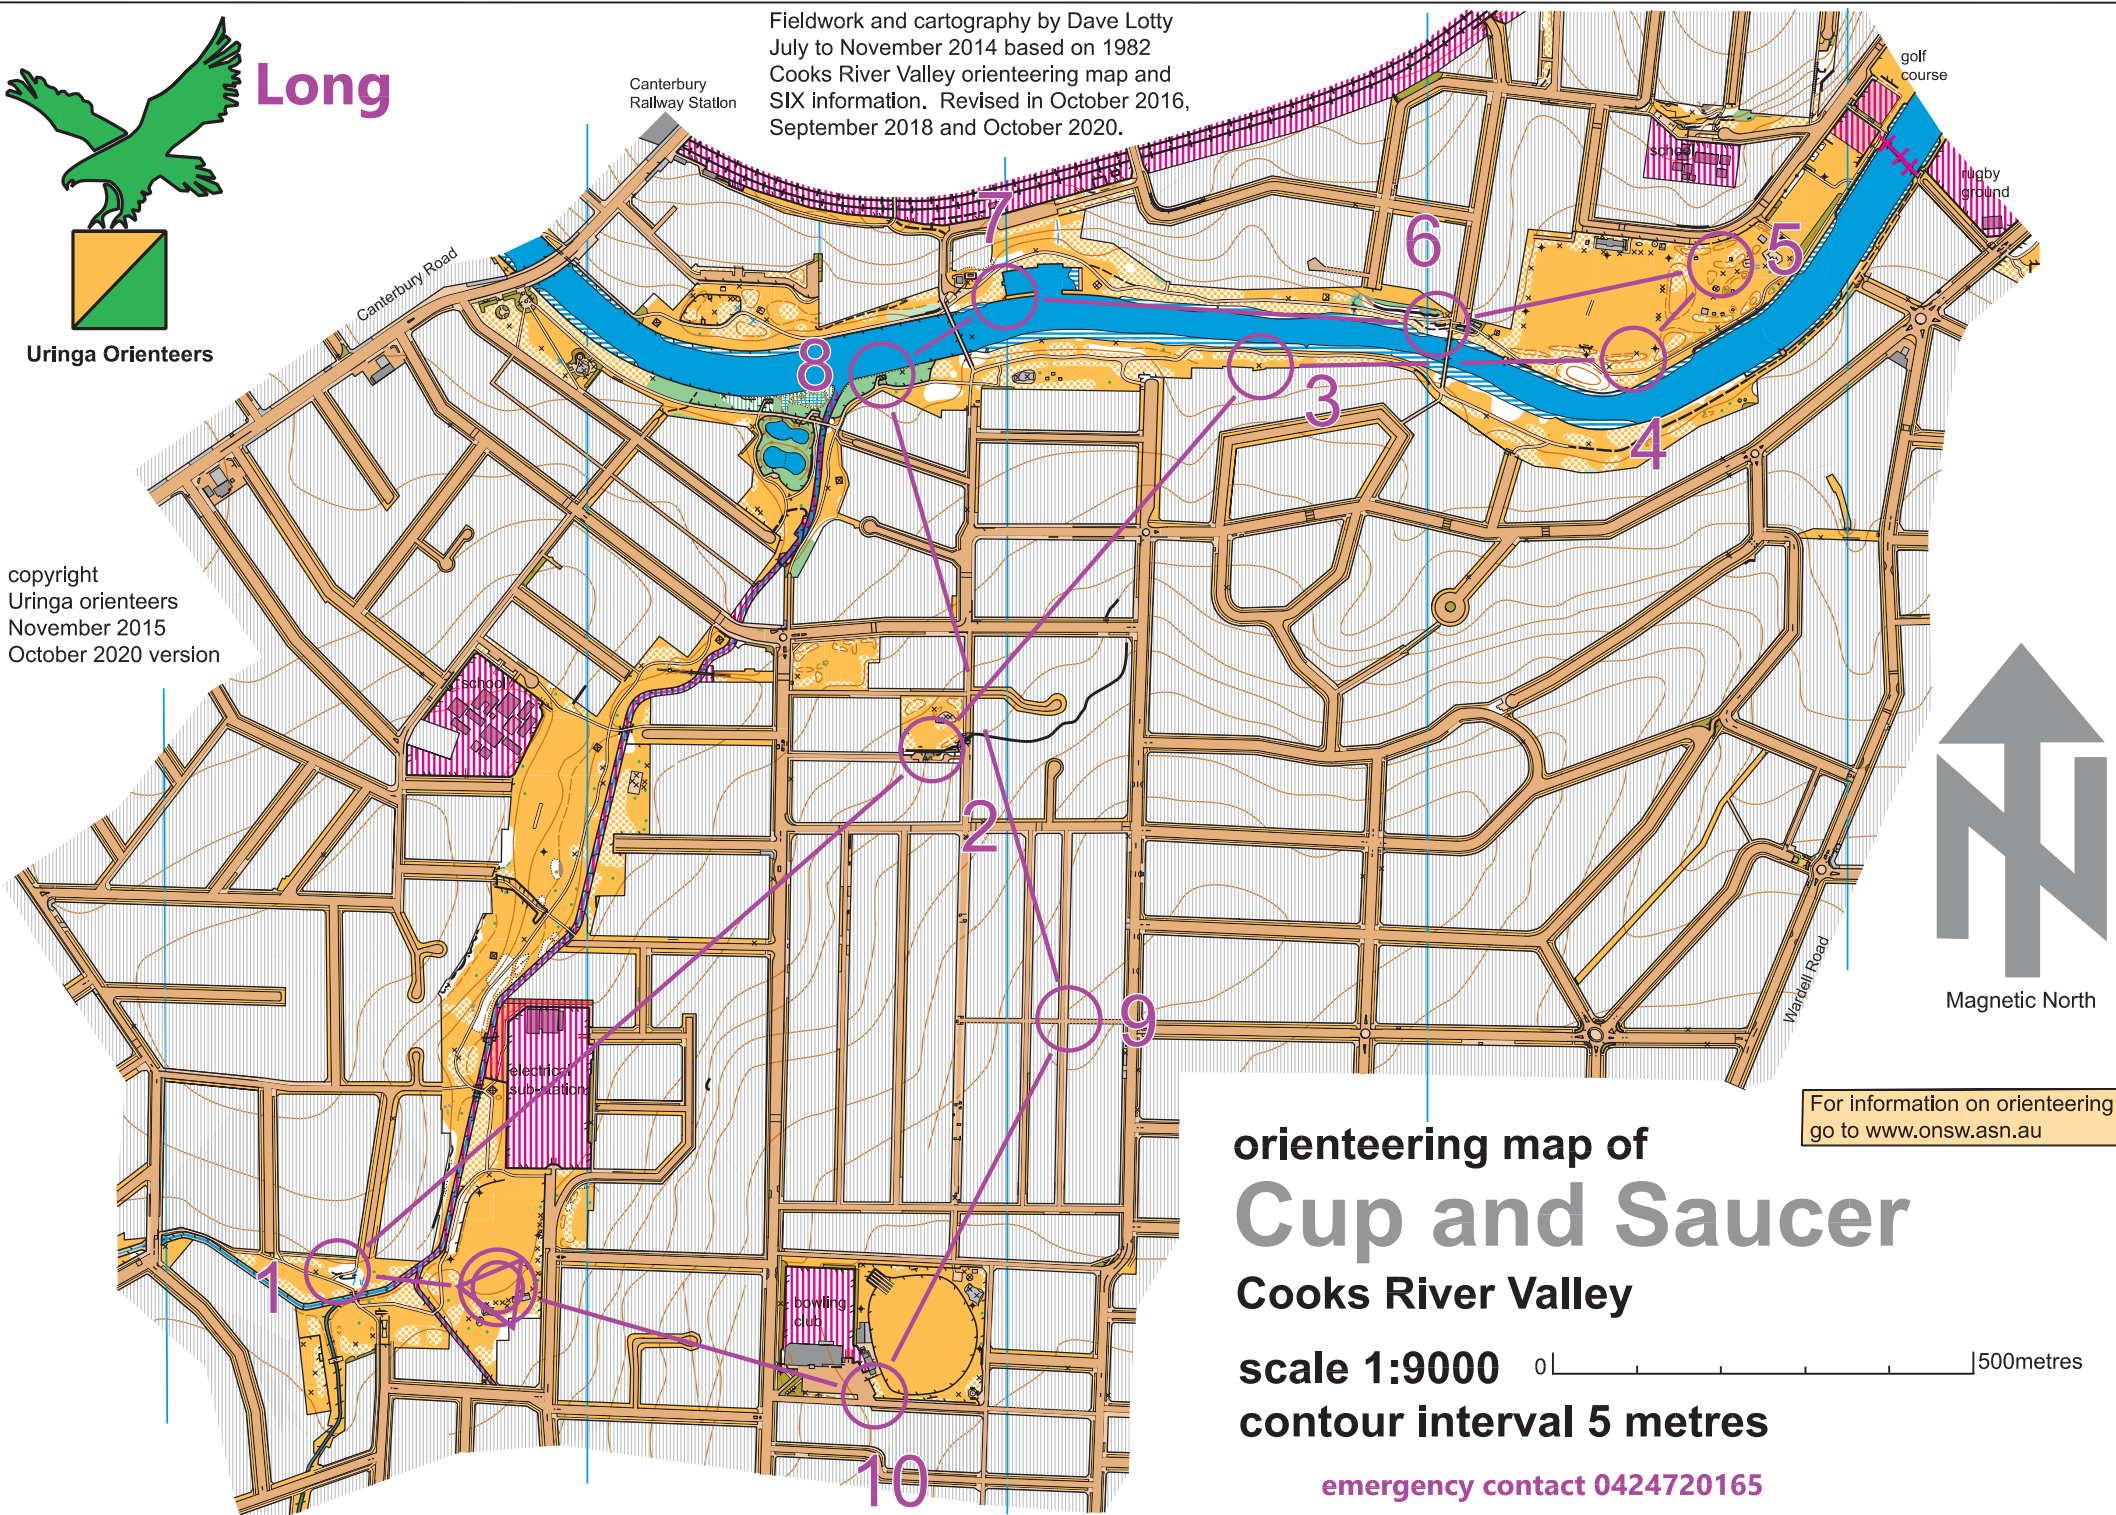 Long
Fieldwork and cartography by Dave Lotty
July to November 2014 based on 1982
Cooks River Valley orienteering map and
SIX information.  Revised in October 2016,
September 2018 and October 2020.
Canterbury
Railway Station
golf
course
school
rugby
ground
Uringa Orienteers
Canterbury Road
7
6
5
8
3
4
copyright
Uringa orienteers
November 2015
October 2020 version
school
2
9
Wardell Road
Magnetic North
electrical
sub-station
For information on orienteering
go to www.onsw.asn.au
orienteering map of
Cup and Saucer
Cooks River Valley
1
bowling
club
scale 1:9000
0
500metres
contour interval 5 metres
10
emergency contact 0424720165